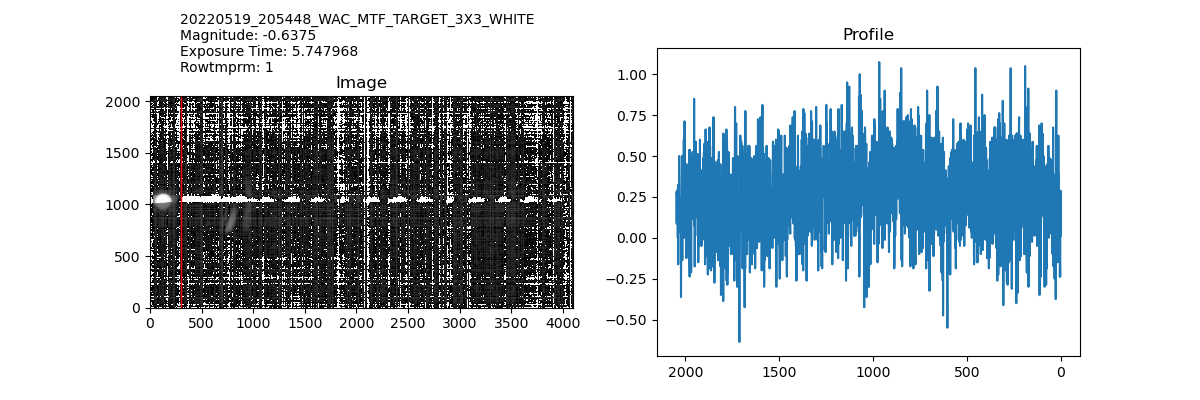 20220519_205448_WAC_MTF_TARGET_3X3_WHITE
Magnitude: -0.6375
Exposure Time: 5.747968
Rowtmprm: 1
Image
2000
1500
1000
500
0
0 500 1000 1500 2000 2500 3000 3500 4000
Profile
1.00
0.75
0.50
0.25
0.00
−0.25
−0.50
2000 1500 1000 500 0